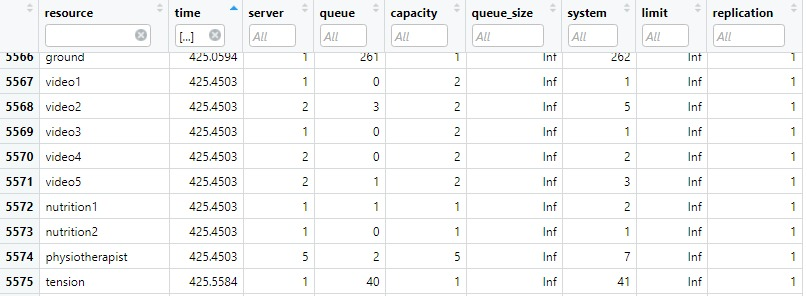 resource time server queue capacity queue_size system limit replication
[...] All All All All All All All
5566 ground 425.0594 1 261 1 Inf 262 Inf 1
5567 video1 425.4503 1 0 2 Inf 1 Inf 1
5568 video2 425.4503 2 3 2 Inf 5 Inf 1
5569 video3 425.4503 1 0 2 Inf 1 Inf 1
5570 video4 425.4503 2 0 2 Inf 2 Inf 1
5571 video5 425.4503 2 1 2 Inf 3 Inf 1
5572 nutrition1 425.4503 1 1 1 Inf 2 Inf 1
5573 nutrition2 425.4503 1 0 1 Inf 1 Inf 1
5574 physiotherapist 425.4503 5 2 5 Inf 7 Inf 1
5575 tension 425.5584 1 40 1 Inf 41 Inf 1